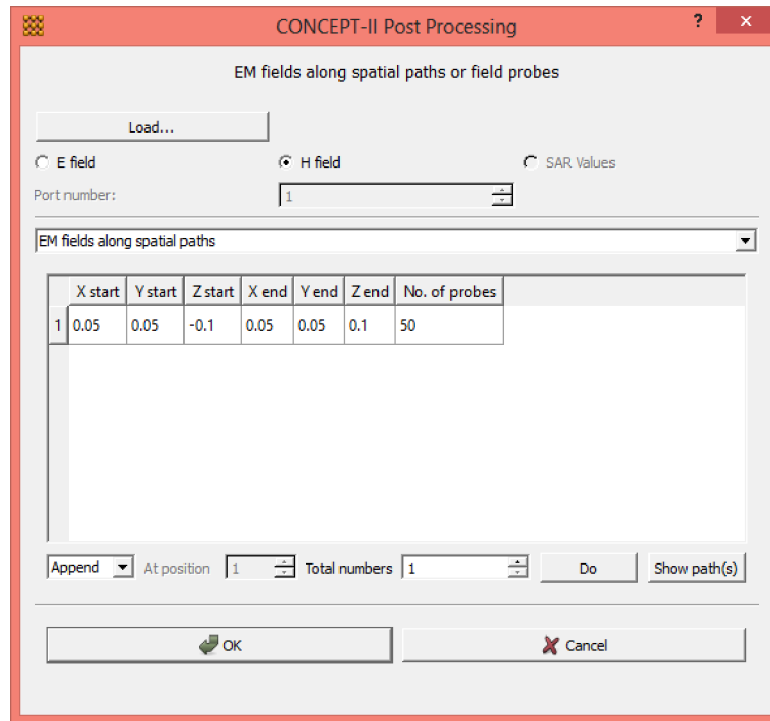 CONCEPT-II Post Processing ? x
EM fields along spatial paths or field probes
Load...
E field H field SAR Values
Port number: 1
EM fields along spatial paths
X start Y start Z start X end Y end Z end No. of probes
1 0.05 0.05 -0.1 0.05 0.05 0.1 50
Append At position 1 Total numbers 1 Do Show path(s)
OK Cancel